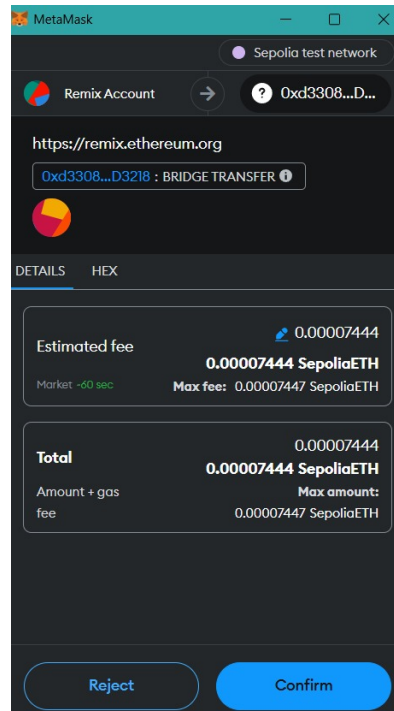 MetaMask
Sepolia test network
Remix Account
0xd3308...D...
https://remix.ethereum.org
0xd3308...D3218 : BRIDGE TRANSFER
DETAILS HEX
0.00007444
Estimated fee
0.00007444 SepoliaETH
Market ~60 sec Max fee: 0.00007447 SepoliaETH
0.00007444
Total
0.00007444 SepoliaETH
Amount + gas Max amount:
fee 0.00007447 SepoliaETH
Reject Confirm